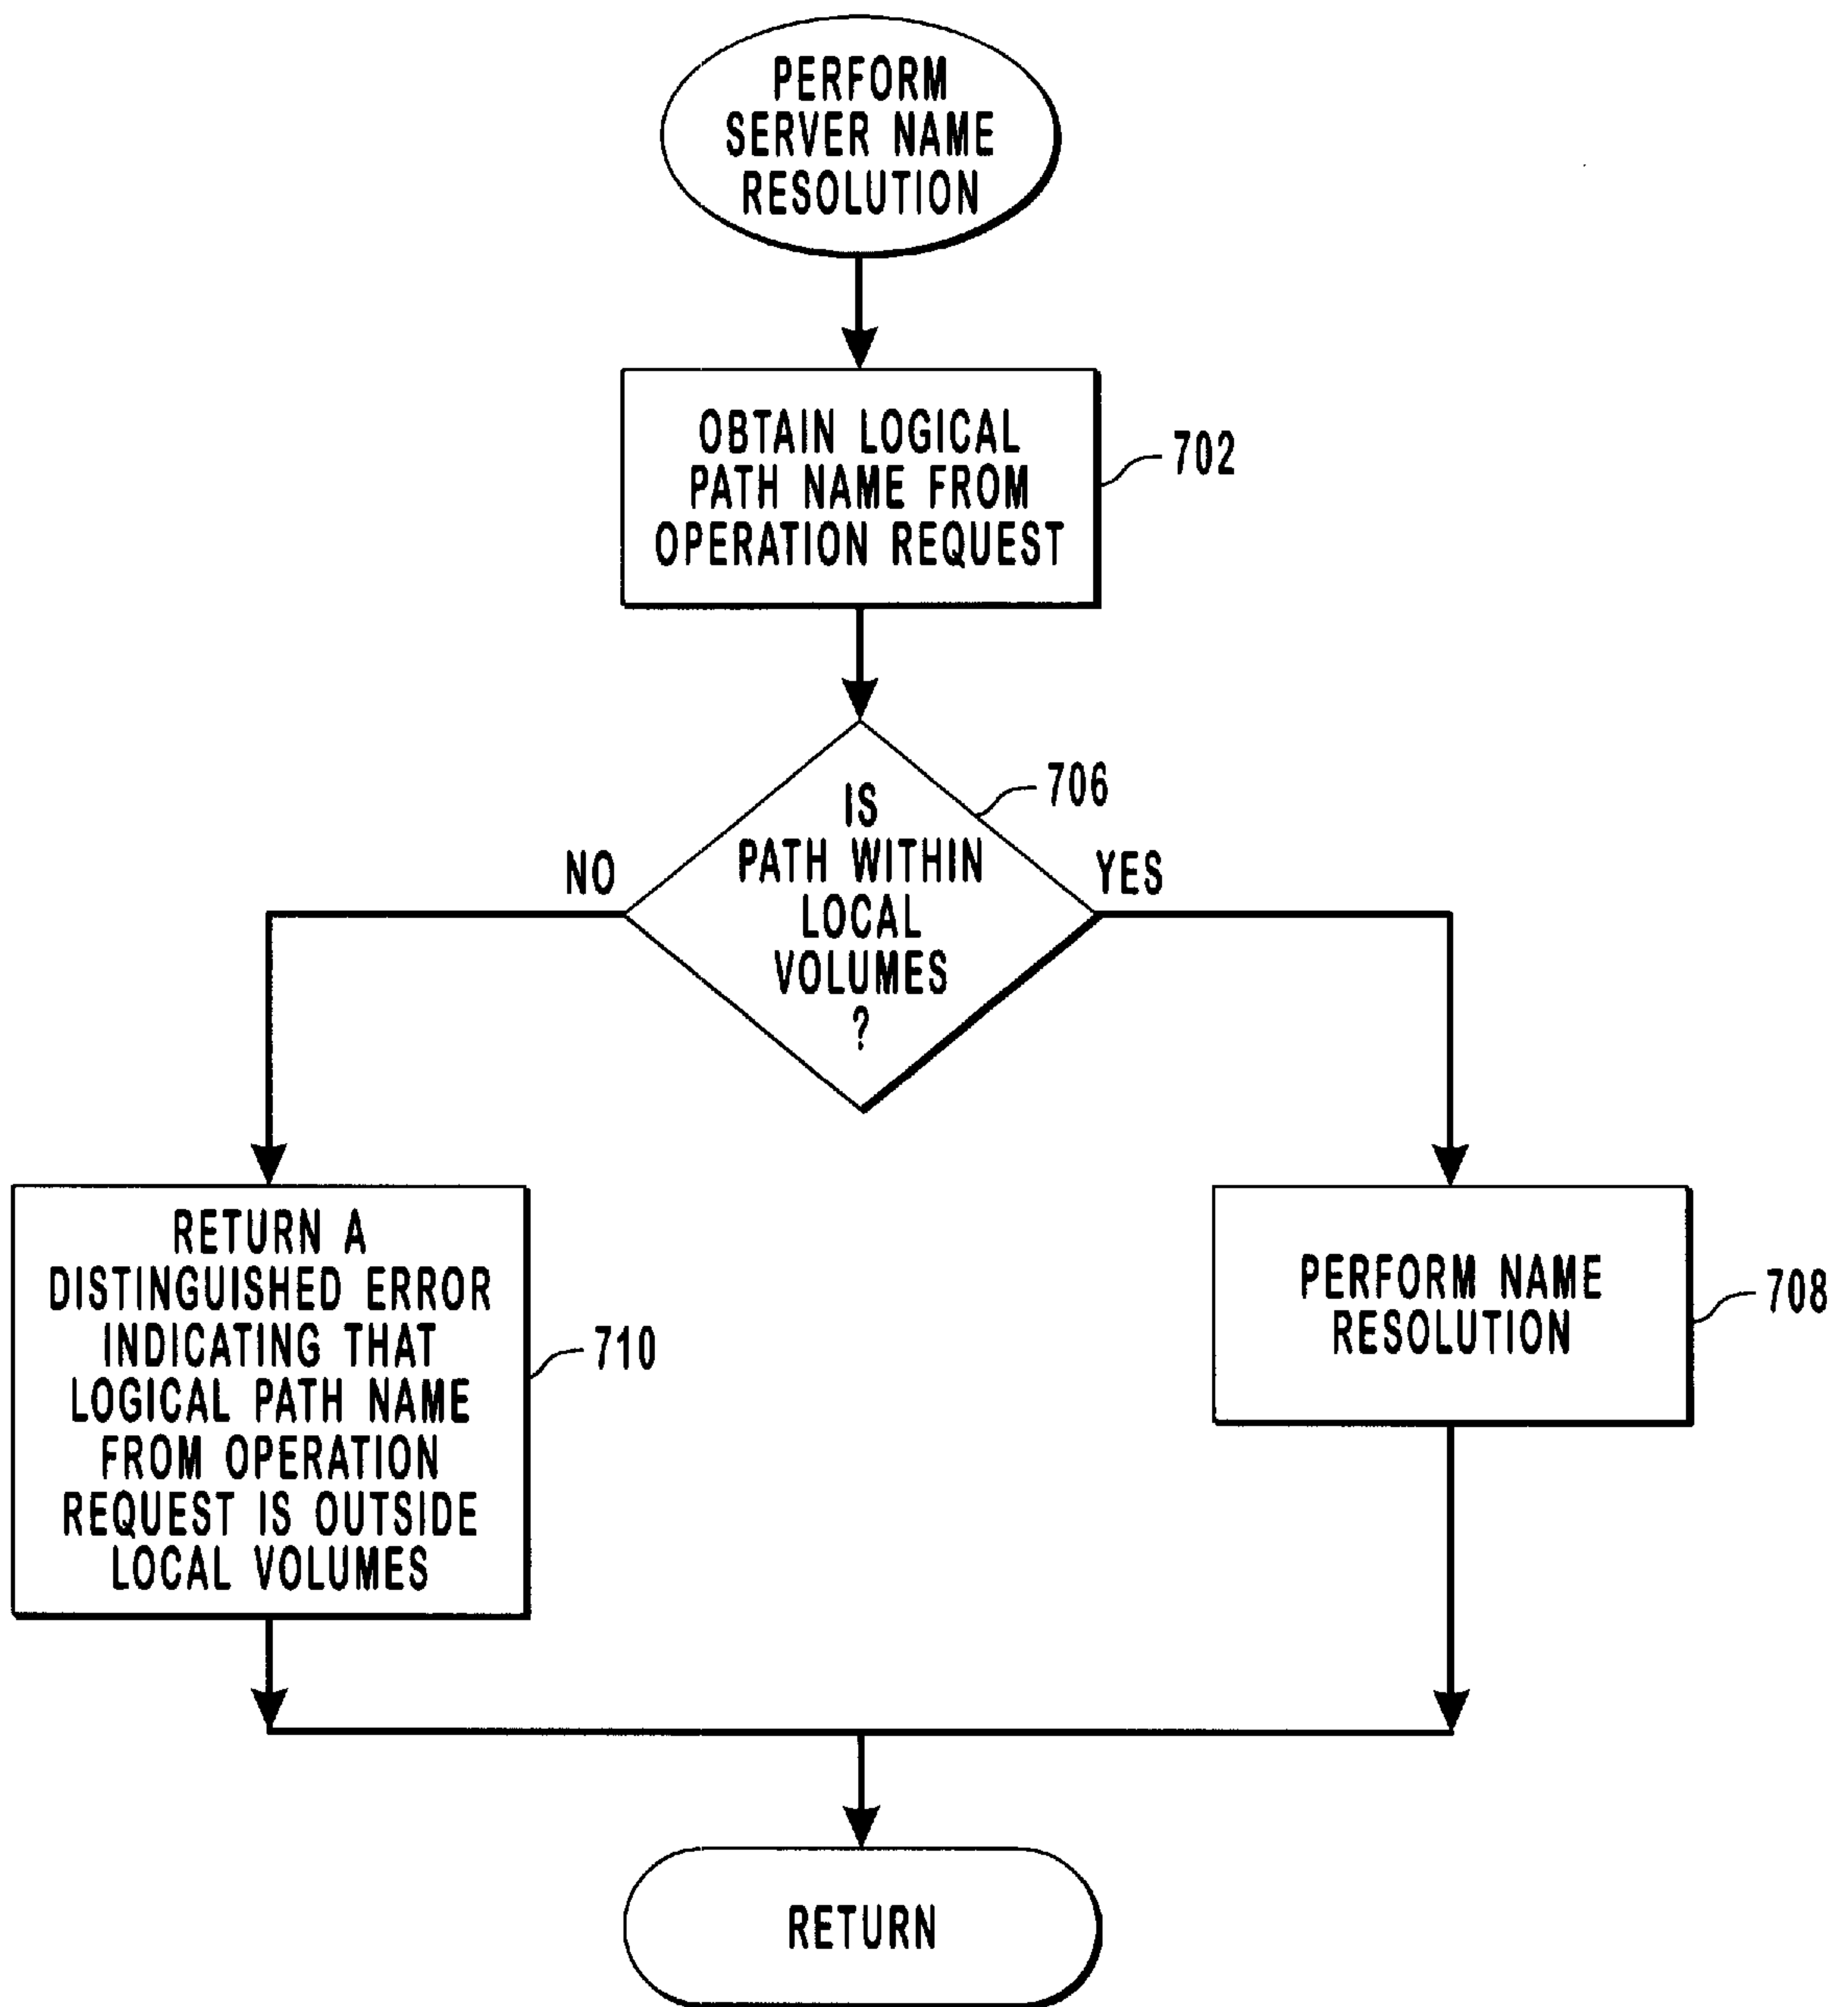 PERFORM
SERVER NAME
RESOLUTION
OBTAIN LOGICAL
PATH NAME FROM
OPERATION REQUEST
702
706
IS
PATH WITHIN
LOCAL
VOLUMES
?
NO
YES
RETURN A
DISTINGUISHED ERROR
INDICATING THAT
LOGICAL PATH NAME
FROM OPERATION
REQUEST IS OUTSIDE
LOCAL VOLUMES
710
PERFORM NAME
RESOLUTION
708
RETURN